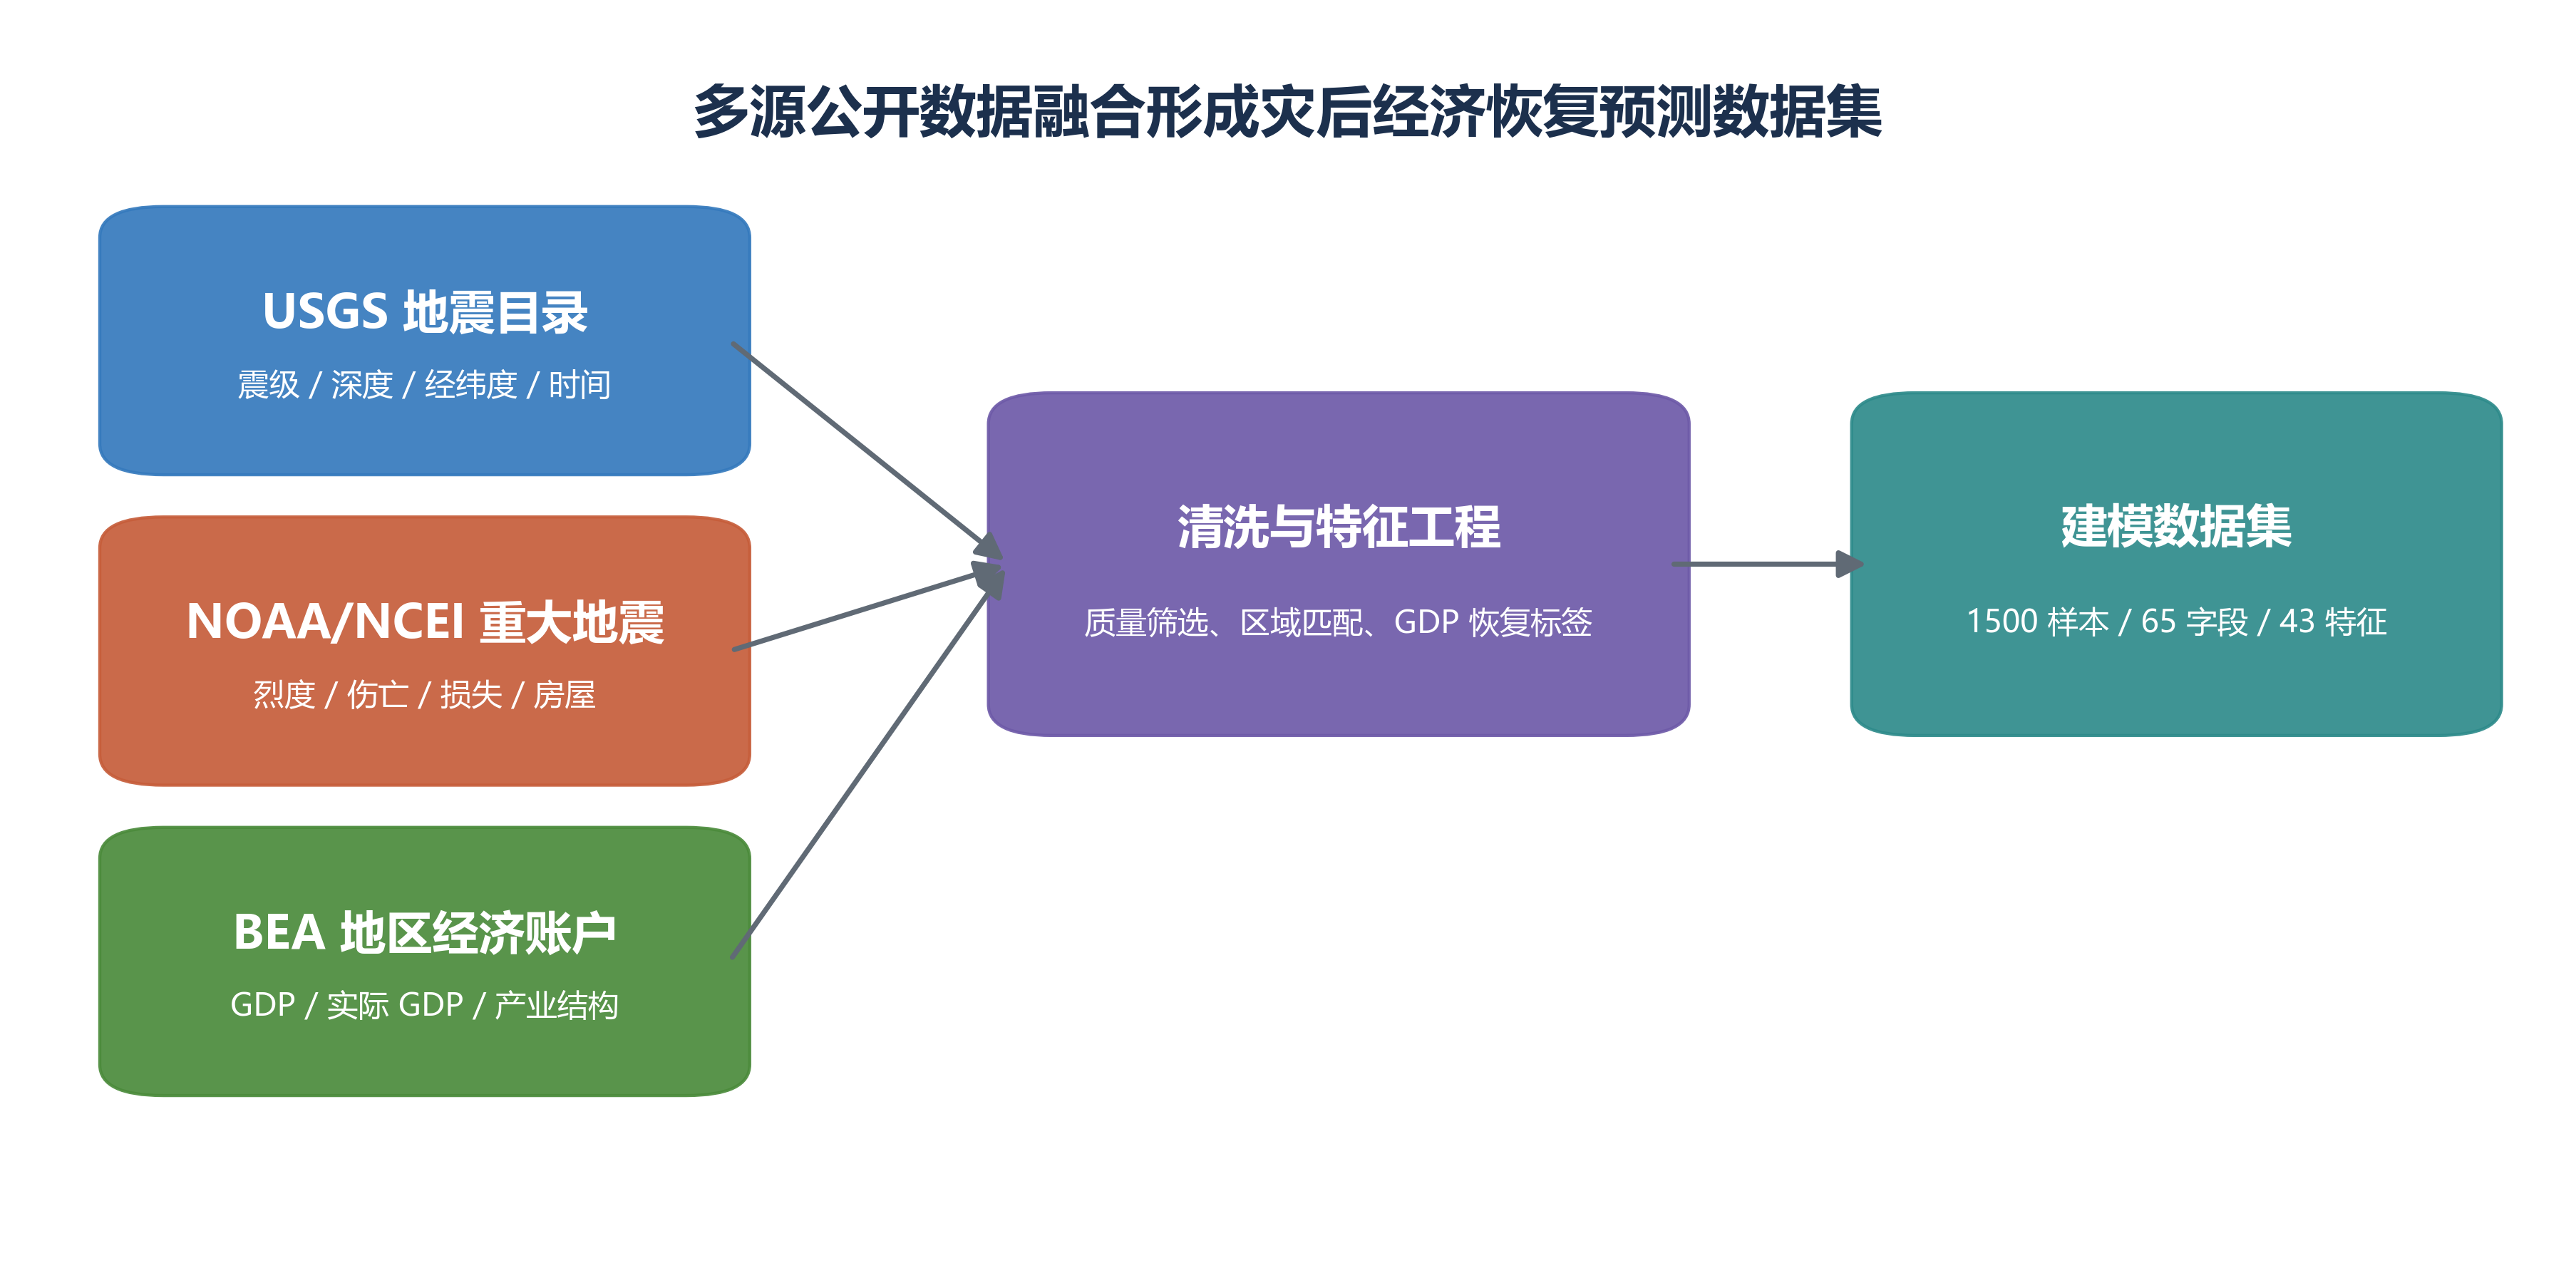 多源公开数据融合形成灾后经济恢复预测数据集
USGS 地震目录
震级 / 深度 / 经纬度 / 时间
NOAA/NCEI 重大地震
烈度 / 伤亡 / 损失 / 房屋
BEA 地区经济账户
GDP / 实际 GDP / 产业结构
清洗与特征工程
质量筛选、区域匹配、GDP 恢复标签
建模数据集
1500 样本 / 65 字段 / 43 特征